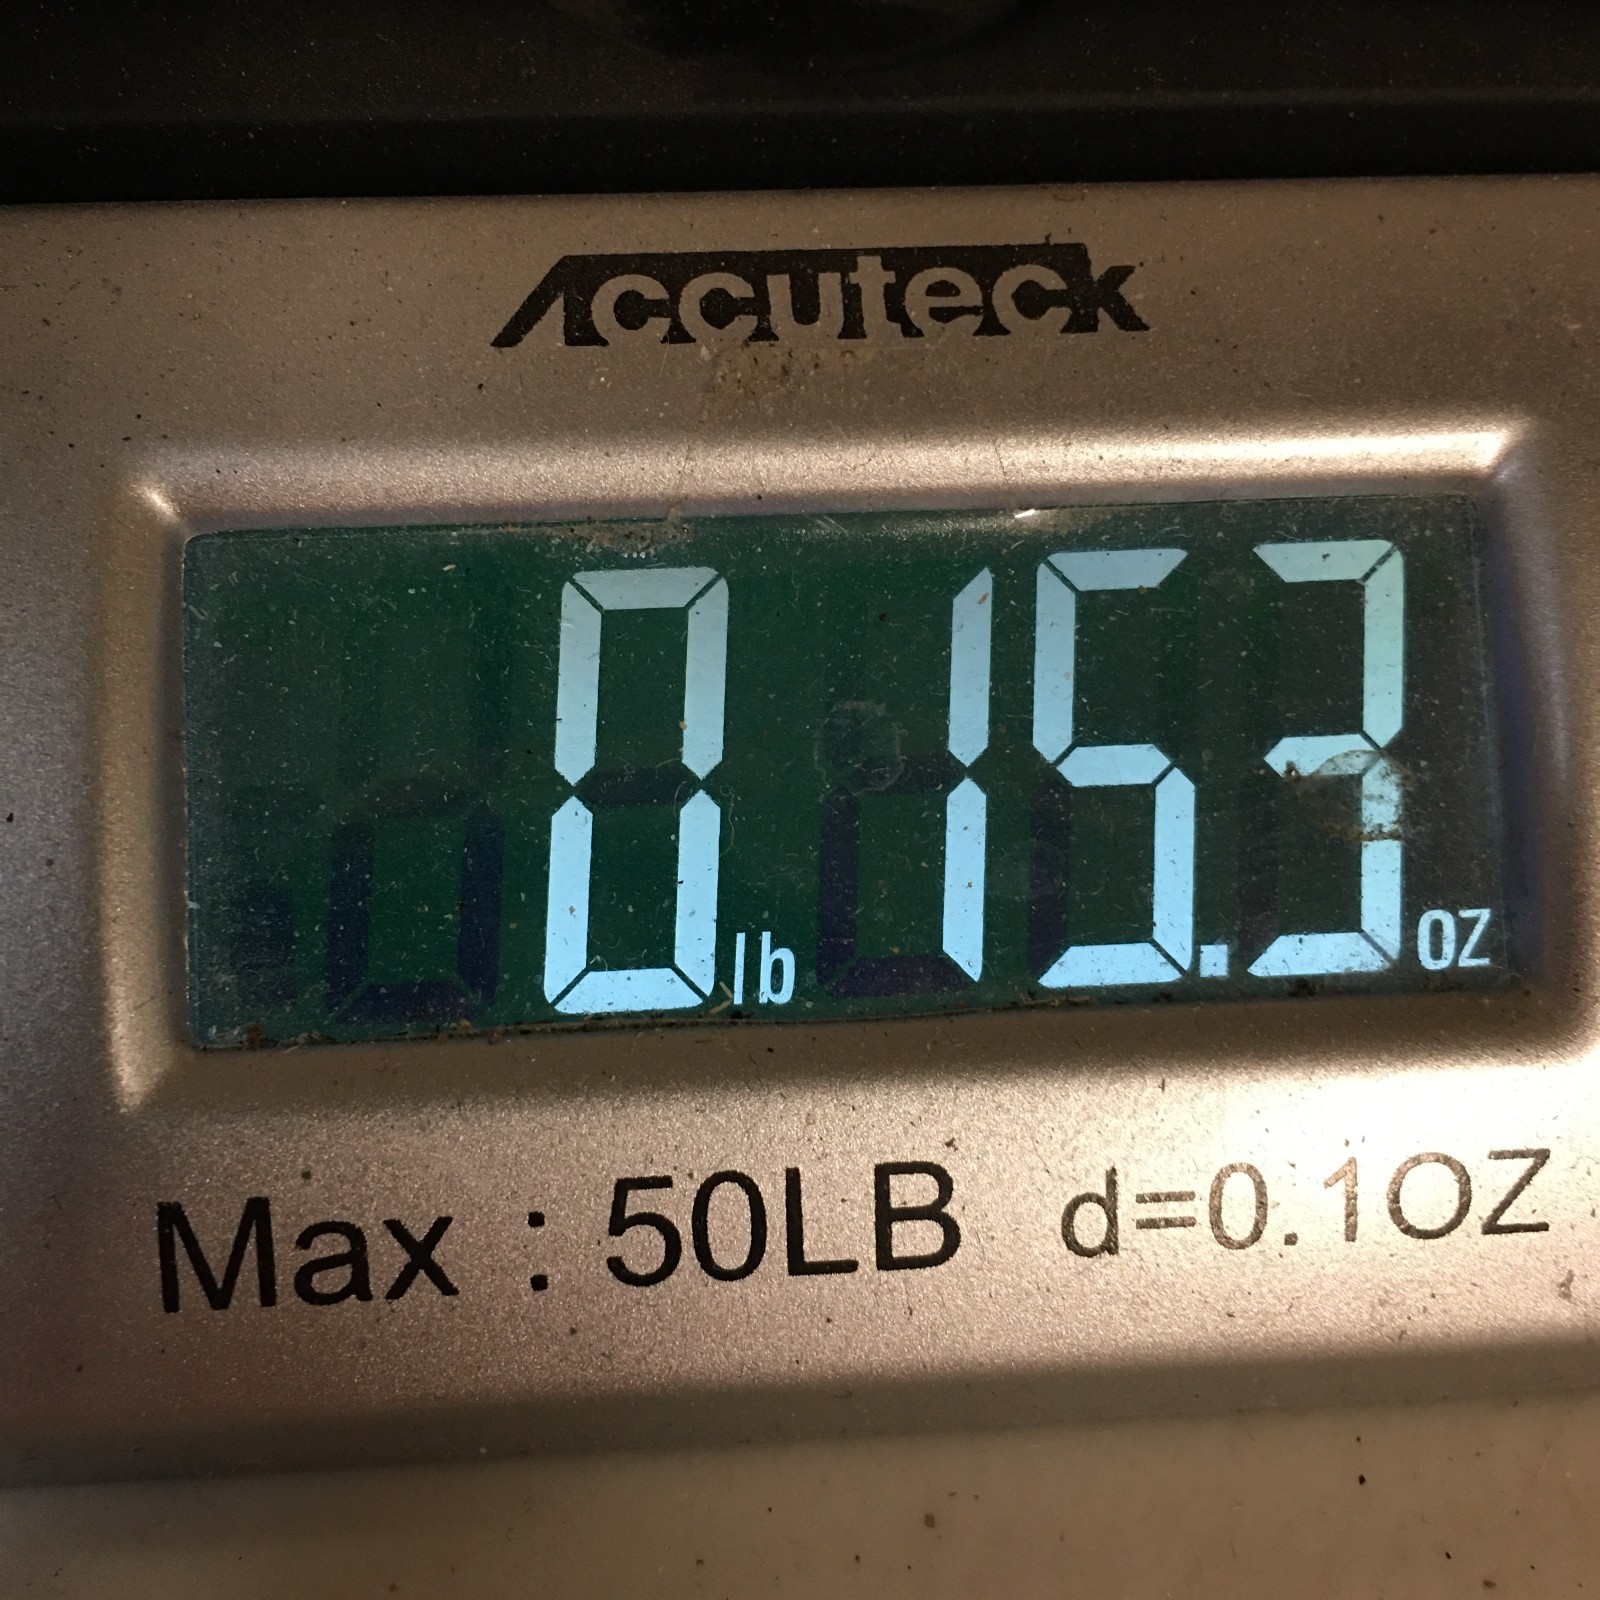 Accuteck
0 lb 15.3 oz
Max : 50LB d=0.1OZ